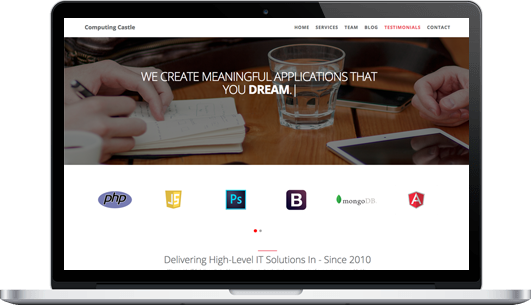 Computing Castle
HOME SERVICES TEAM BLOG TESTIMONIALS CONTACT
WE CREATE MEANINGFUL APPLICATIONS THAT
YOU DREAM.|
php JS Ps B mongoDB A
Delivering High-Level IT Solutions In - Since 2010